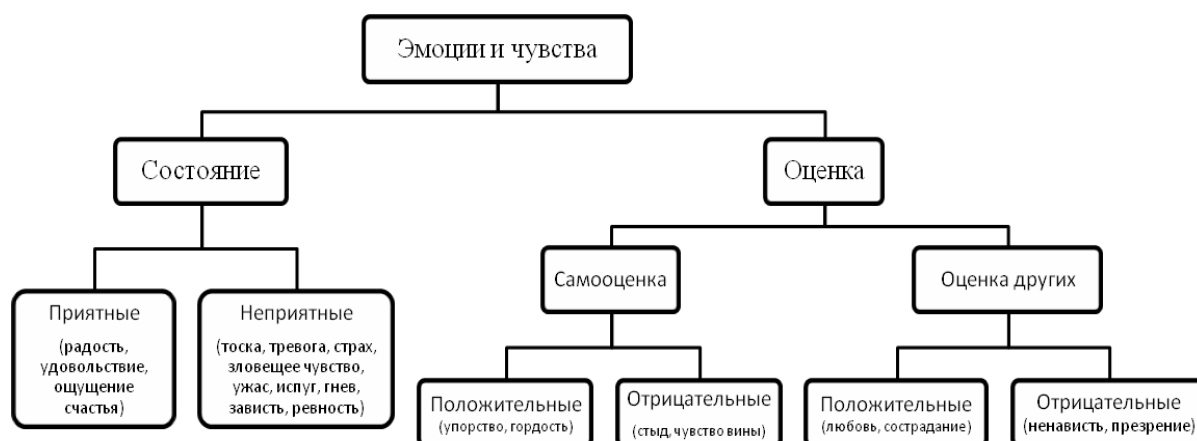 Эмоции и чувства
Состояние
Оценка
Самооценка
Оценка других
Приятные
(радость,
удовольствие,
ощущение
счастья)
Неприятные
(тоска, тревога, страх,
зловещее чувство,
ужас, испуг, гнев,
зависть, ревность)
Положительные
(упорство, гордость)
Отрицательные
(стыд, чувство вины)
Положительные
(любовь, сострадание)
Отрицательные
(ненависть, презрение)